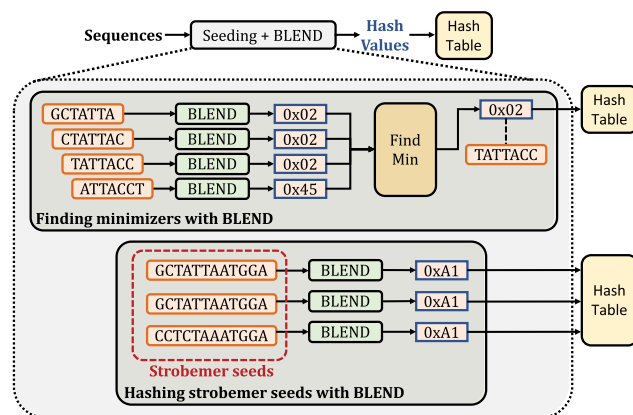 Sequences
Seeding + BLEND
Hash
Values
Hash
Table
GCTATTA
BLEND
0x02
CTATTAC
BLEND
0x02
TATTACC
BLEND
0x02
ATTACCT
BLEND
0x45
Find
Min
0x02
TATTACC
Hash
Table
Finding minimizers with BLEND
GCTATTAATGGA
BLEND
0xA1
GCTATTAATGGA
BLEND
0xA1
CCTCTAAATGGA
BLEND
0xA1
Hash
Table
Strobemer seeds
Hashing strobemer seeds with BLEND